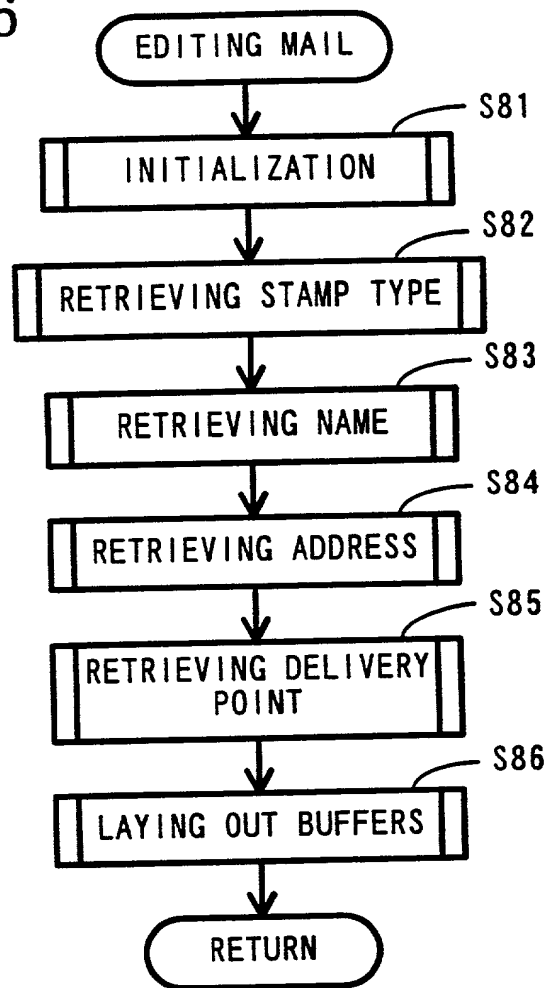 EDITING MAIL
S81
INITIALIZATION
S82
RETRIEVING STAMP TYPE
S83
RETRIEVING NAME
S84
RETRIEVING ADDRESS
S85
RETRIEVING DELIVERY
POINT
S86
LAYING OUT BUFFERS
RETURN